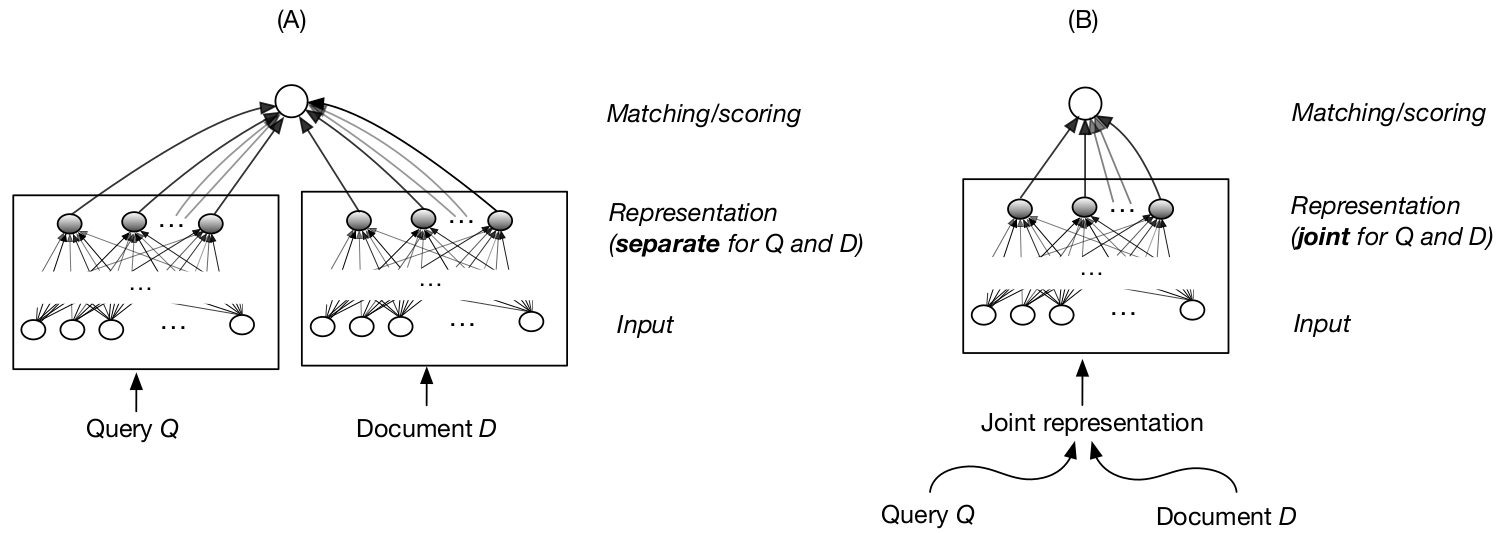 (A)
Matching/scoring
Representation
(separate for Q and D)
...
...
...
...
...
...
Input
Query Q
Document D
(B)
Matching/scoring
Representation
(joint for Q and D)
...
...
...
Input
Joint representation
Query Q
Document D